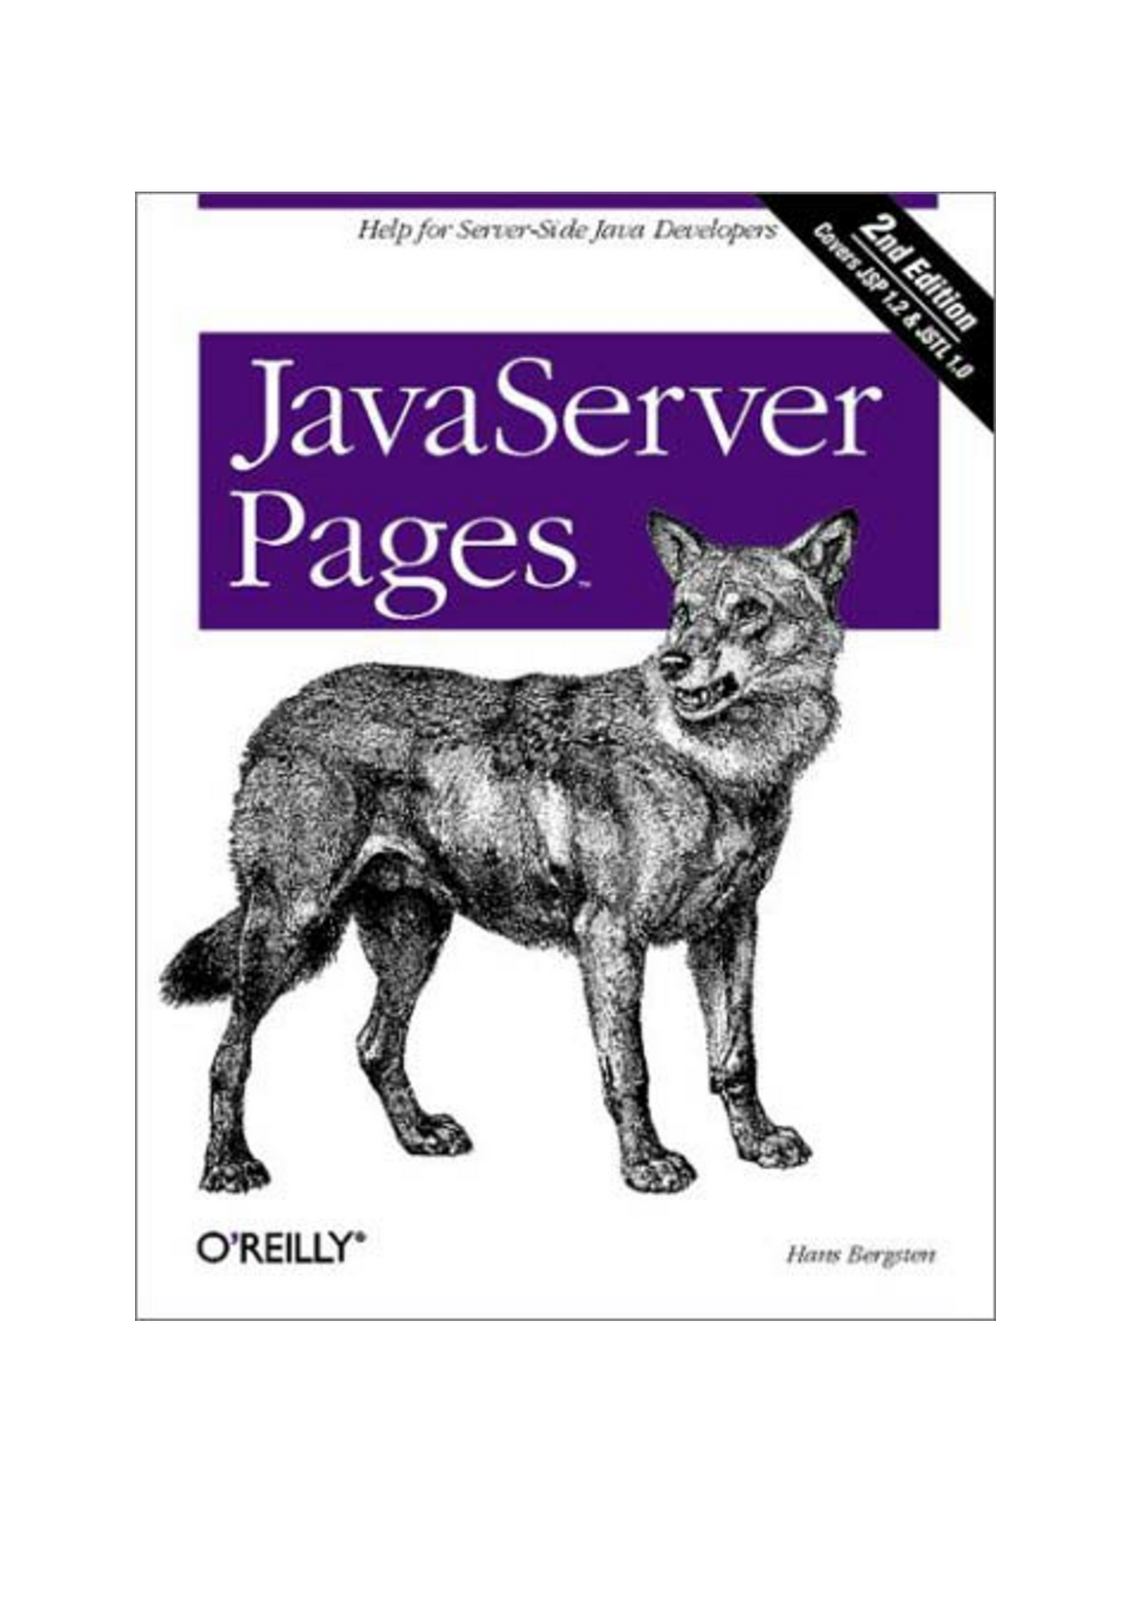 Help for Server-Side Java Developers
2nd Edition
Covers JSP 1.2 & JSTL 1.0
JavaServer
Pages™
O'REILLY®
Hans Bergsten